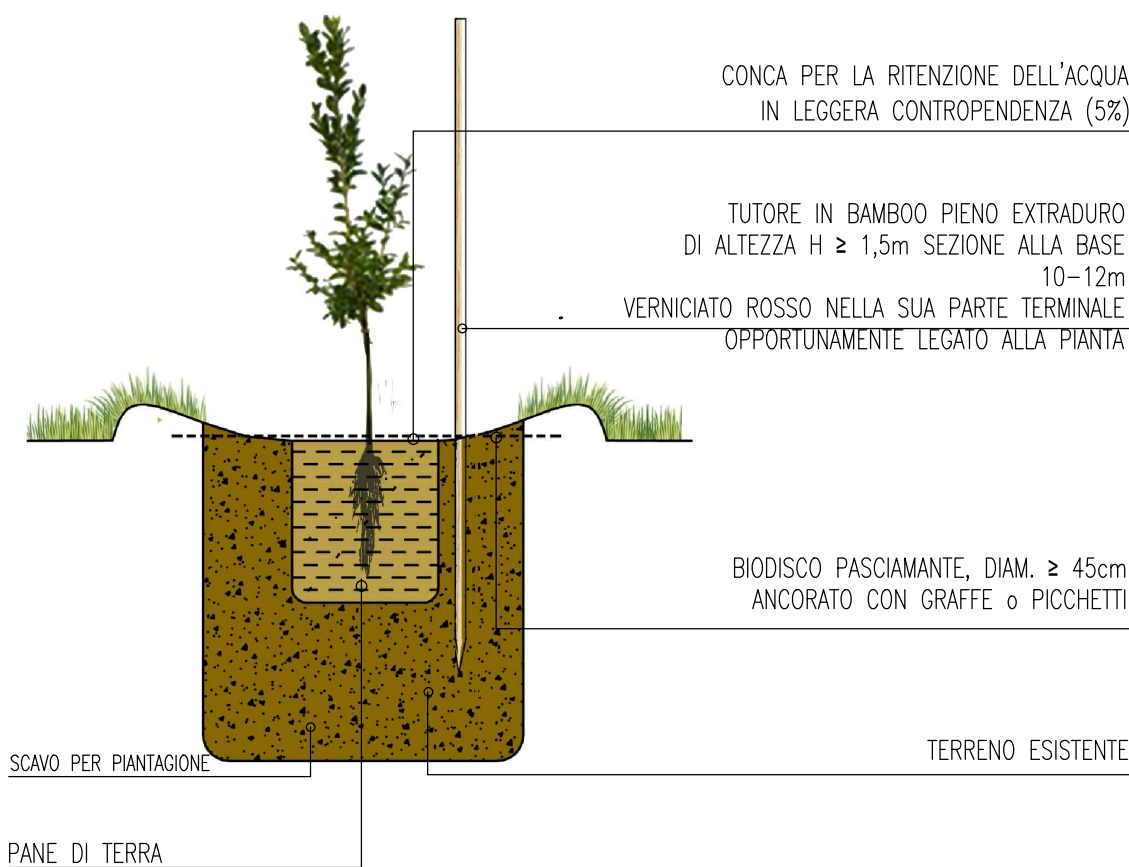 CONCA PER LA RITENZIONE DELL'ACQUA
IN LEGGERA CONTROPENDENZA (5%)
TUTORE IN BAMBOO PIENO EXTRADURO
DI ALTEZZA H ≥ 1,5m SEZIONE ALLA BASE
10-12m
VERNICIATO ROSSO NELLA SUA PARTE TERMINALE
OPPORTUNAMENTE LEGATO ALLA PIANTA
BIODISCO PASCIAMANTE, DIAM. ≥ 45cm
ANCORATO CON GRAFFE o PICCHETTI
TERRENO ESISTENTE
SCAVO PER PIANTAGIONE
PANE DI TERRA